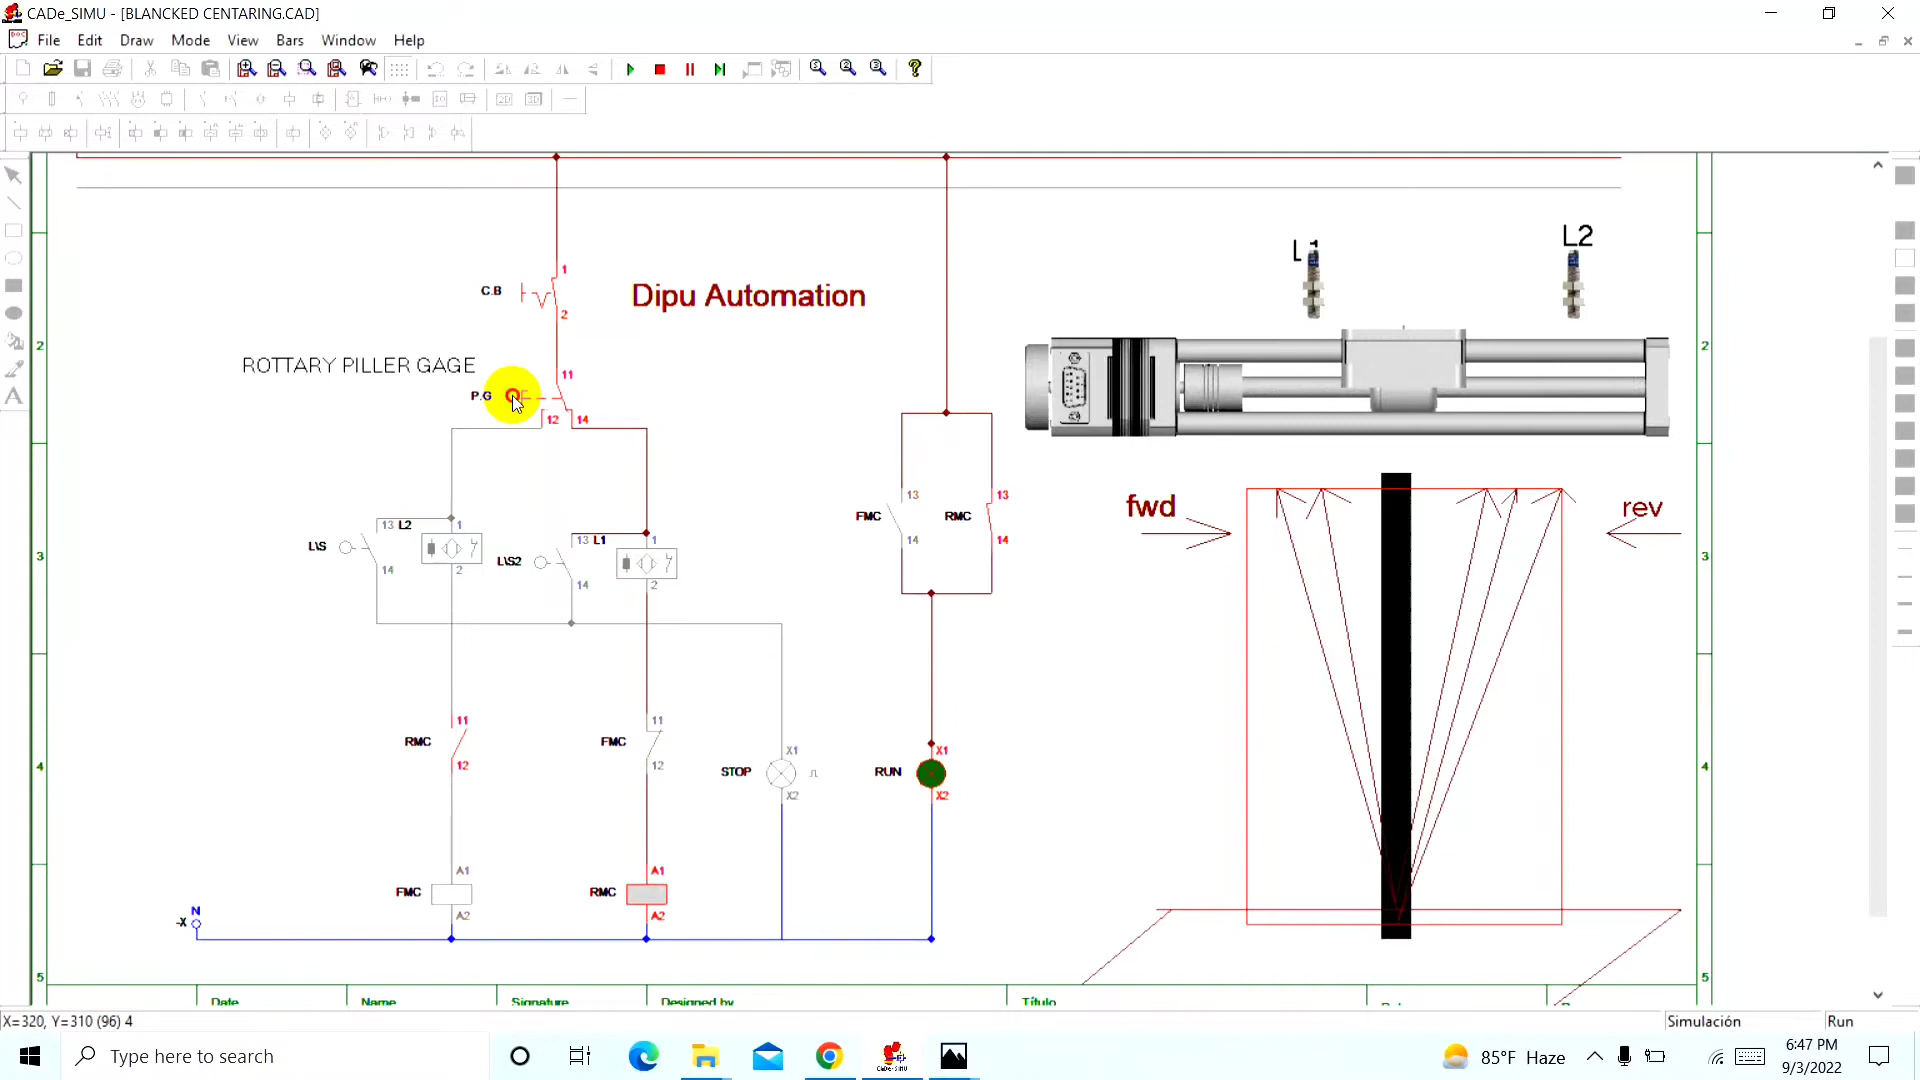 CADe_SIMU - [BLANCKED CENTARING.CAD]
File Edit Draw Mode View Bars Window Help
L1
L2
1
C.B
Dipu Automation
2
2
2
ROTTARY PILLER GAGE
11
P.G
12 14
fwd
rev
13
13
FMC
RMC
14
14
13 L2 1
L\S
14
2
13 L1 1
L\S2
14
2
3
3
11
RMC
12
11
FMC
12
X1
STOP
X2
X1
RUN
X2
4
4
A1
FMC
A2
A1
RMC
A2
N
-X
5
5
Date Name Signature Designed by Título
X=320, Y=310 (96) 4
Simulación Run
Type here to search
85°F Haze
6:47 PM
9/3/2022